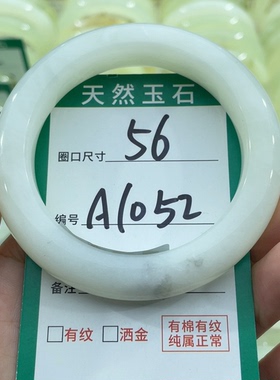 天然玉石
圈口尺寸 56
编号 A1052
备注
□有纹 □洒金
有棉有纹
纯属正常